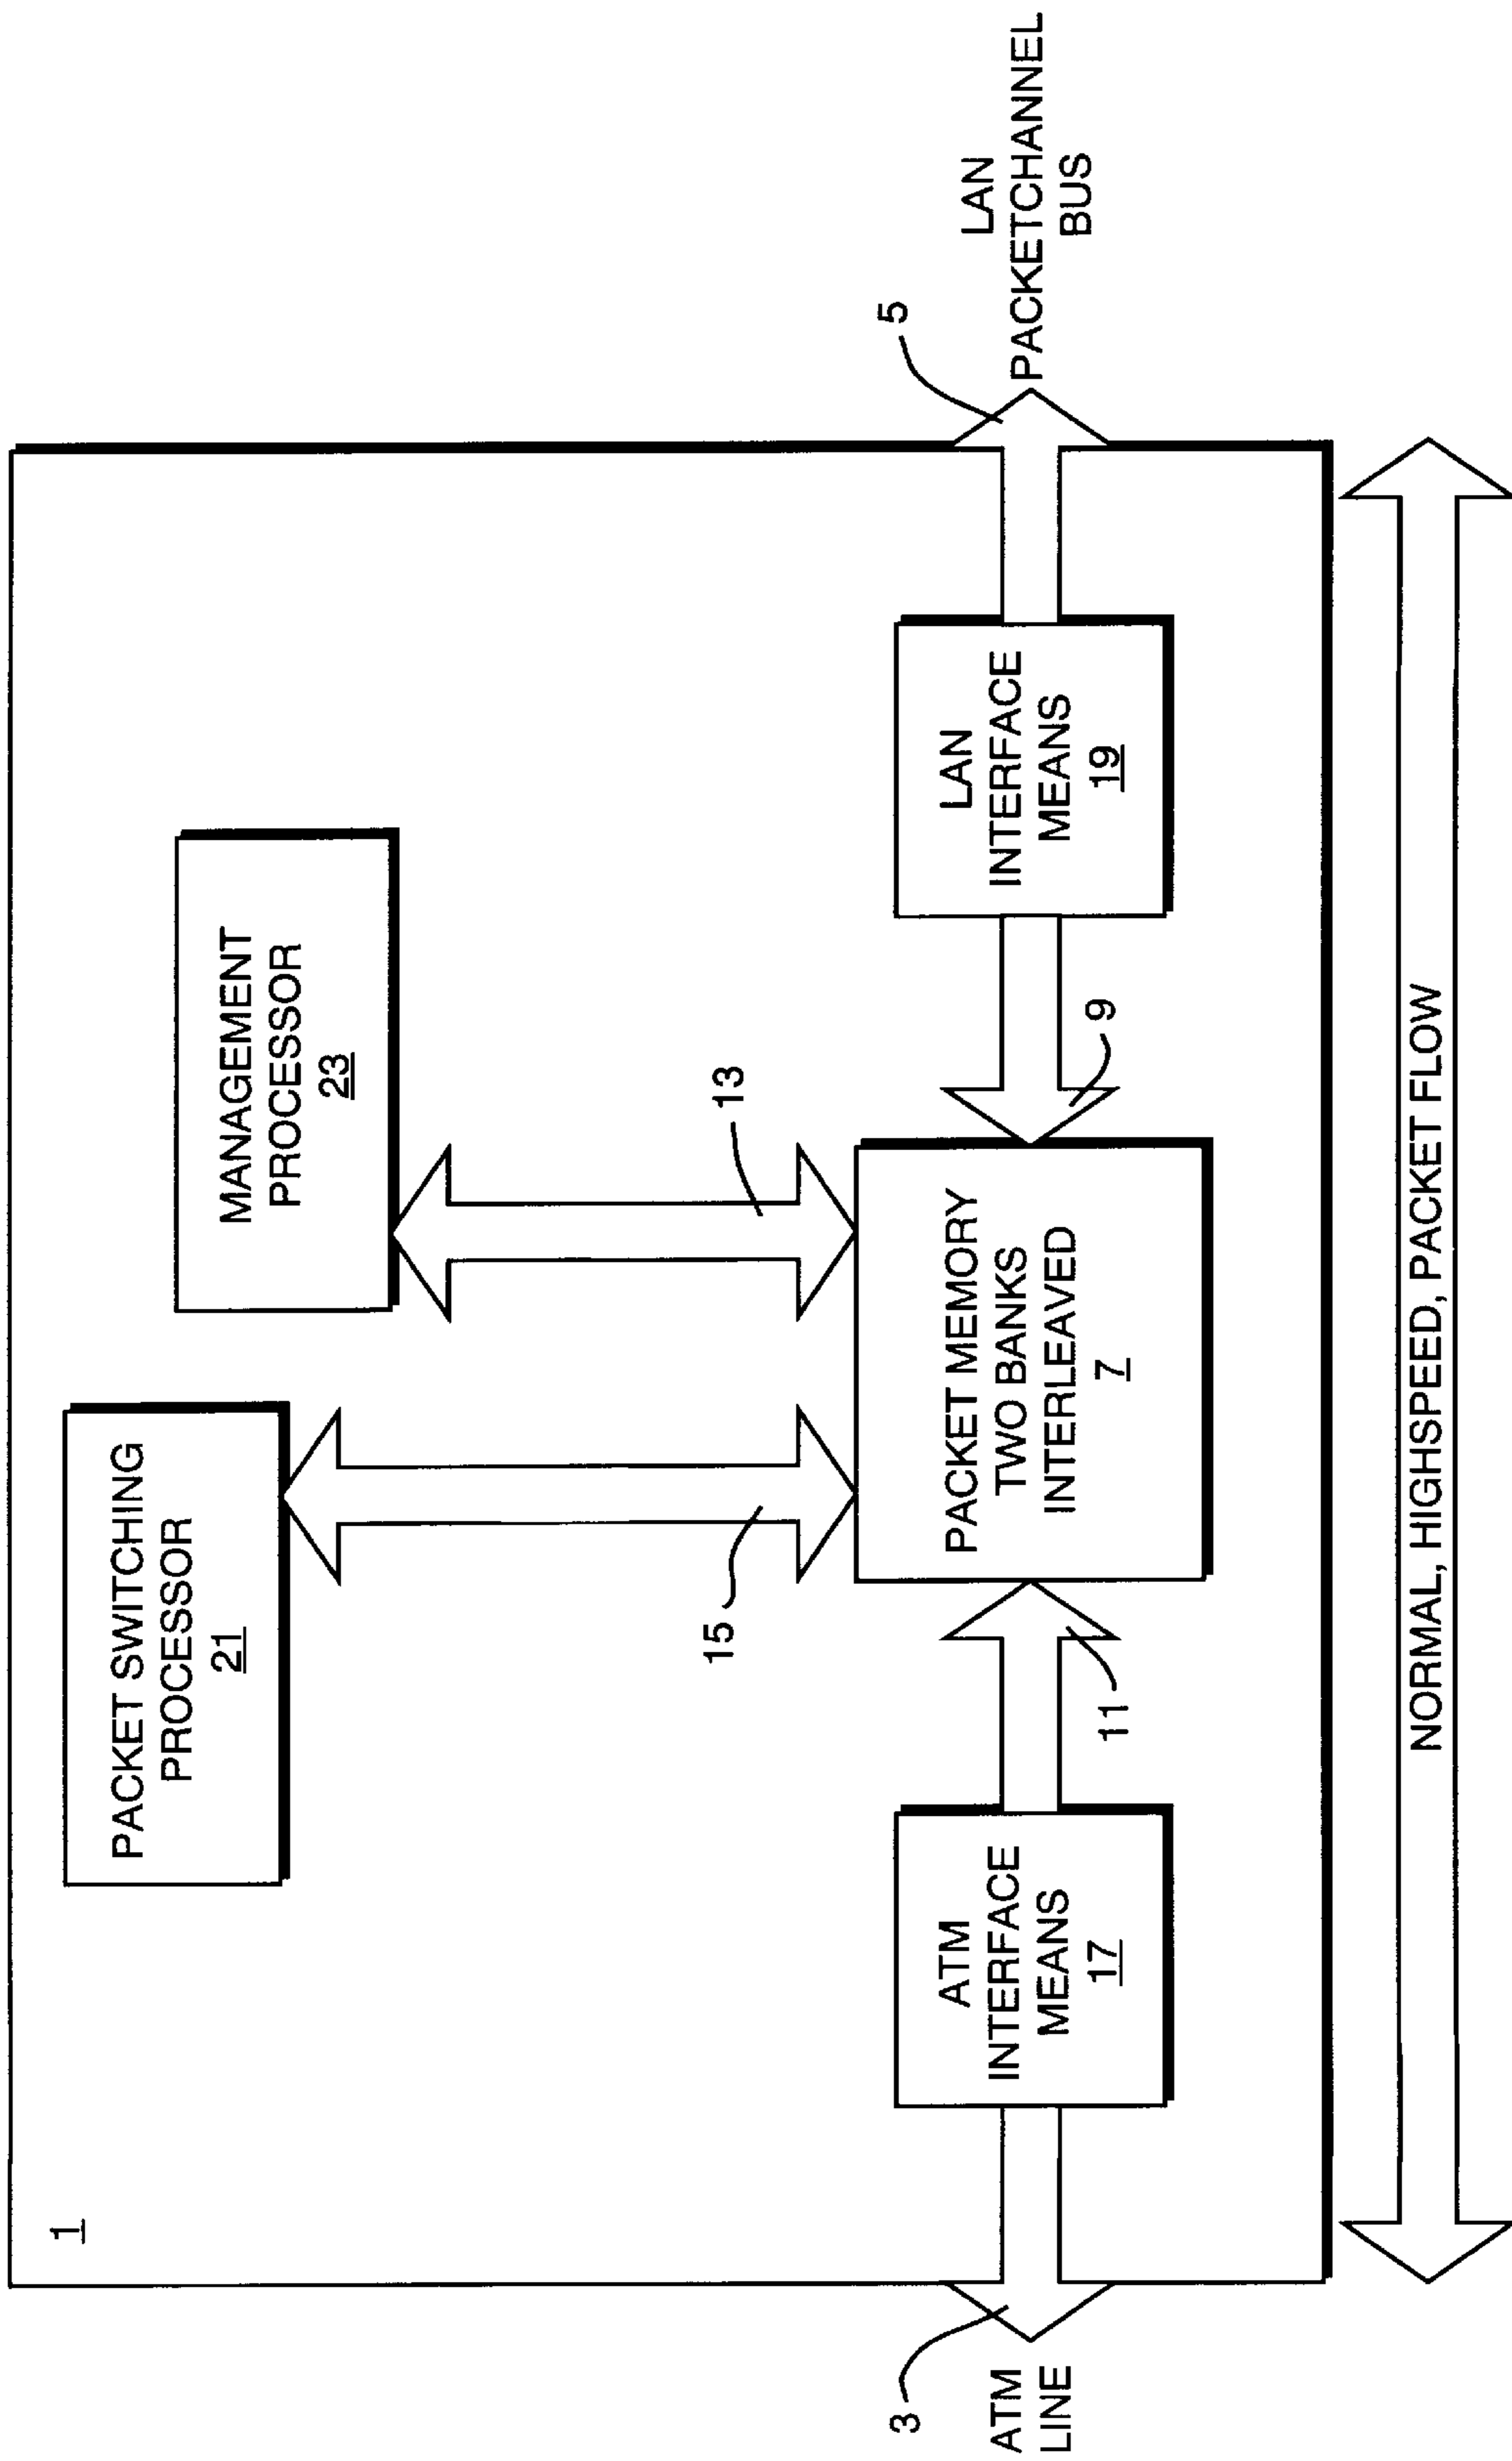 1
PACKET SWITCHING
PROCESSOR
21
MANAGEMENT
PROCESSOR
23
15
13
3
ATM
LINE
ATM
INTERFACE
MEANS
17
11
PACKET MEMORY
TWO BANKS
INTERLEAVED
7
9
LAN
INTERFACE
MEANS
19
5
LAN
PACKETCHANNEL
BUS
NORMAL, HIGHSPEED, PACKET FLOW